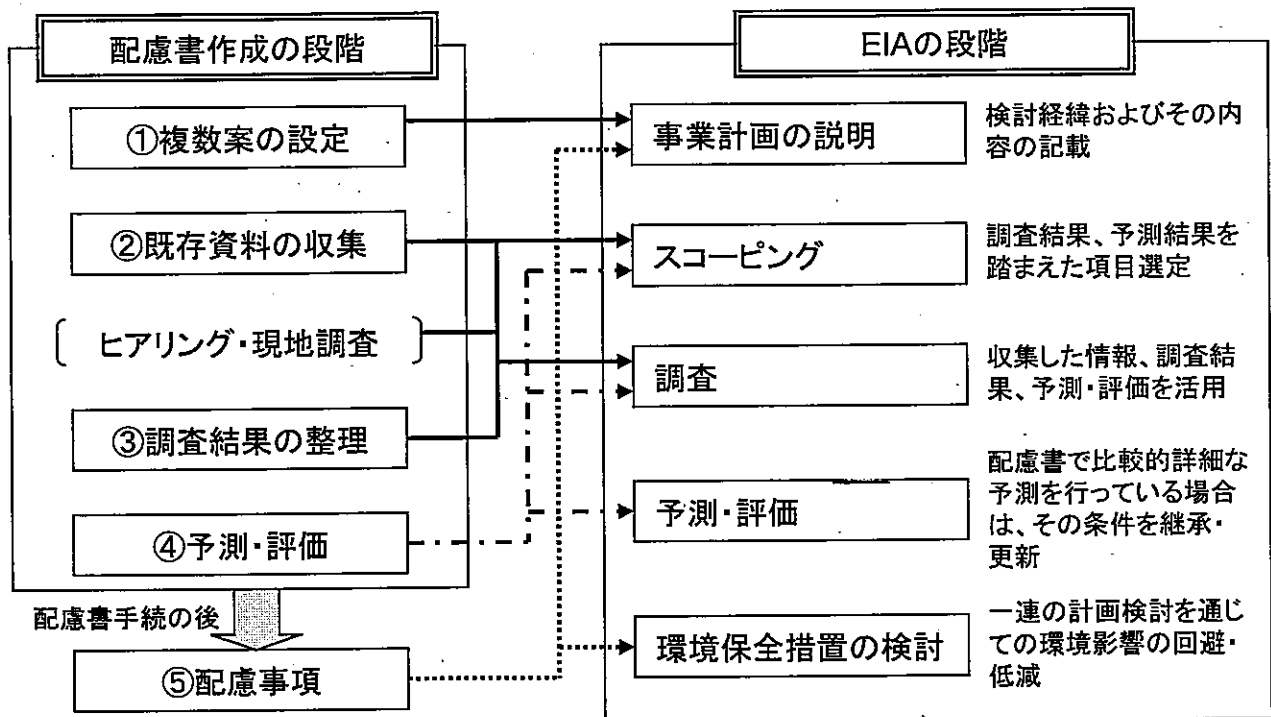 配慮書作成の段階
①複数案の設定
②既存資料の収集
〔 ヒアリング・現地調査 〕
③調査結果の整理
④予測・評価
配慮書手続の後
⑤配慮事項
EIAの段階
事業計画の説明
検討経緯およびその内
容の記載
スコーピング
調査結果、予測結果を
踏まえた項目選定
調査
収集した情報、調査結
果、予測・評価を活用
予測・評価
配慮書で比較的詳細な
予測を行っている場合
は、その条件を継承・
更新
環境保全措置の検討
一連の計画検討を通じ
ての環境影響の回避・
低減